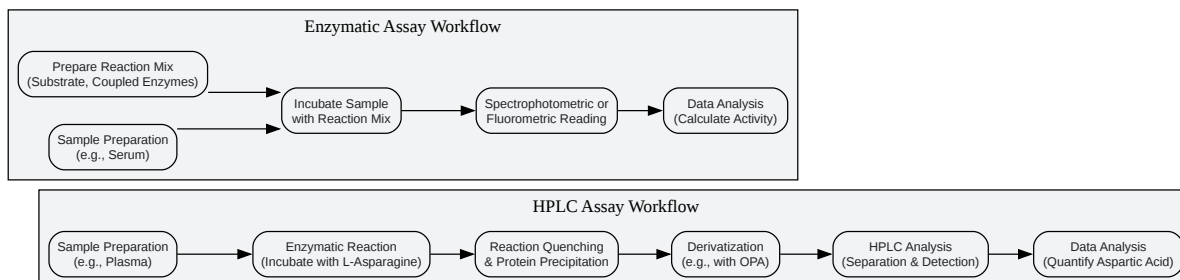 Enzymatic Assay Workflow
Prepare Reaction Mix
(Substrate, Coupled Enzymes)
Sample Preparation
(e.g., Serum)
Incubate Sample
with Reaction Mix
Spectrophotometric or
Fluorometric Reading
Data Analysis
(Calculate Activity)
HPLC Assay Workflow
Sample Preparation
(e.g., Plasma)
Enzymatic Reaction
(Incubate with L-Asparagine)
Reaction Quenching
& Protein Precipitation
Derivatization
(e.g., with OPA)
HPLC Analysis
(Separation & Detection)
Data Analysis
(Quantify Aspartic Acid)